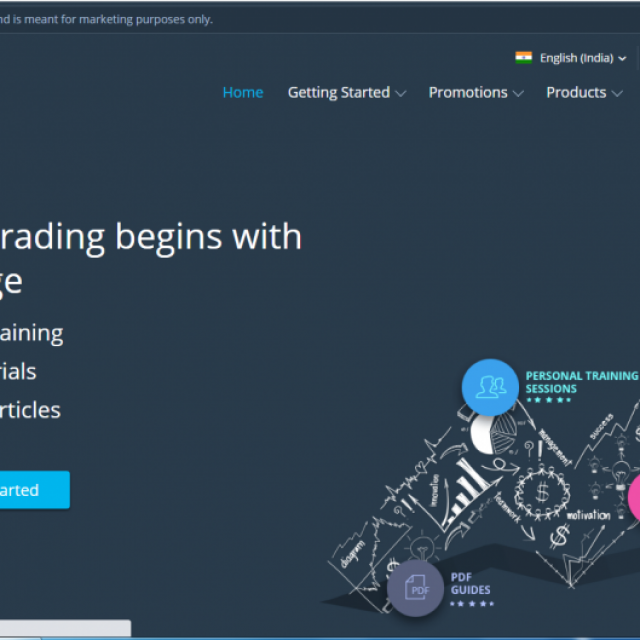 nd is meant for marketing purposes only.
English (India)
Home Getting Started Promotions Products
rading begins with
ge
aining
rials
rticles
arted
PERSONAL TRAINING
SESSIONS
success
management
innovation
$
teamwork
motivation
$
diagram
$
PDF
PDF
GUIDES